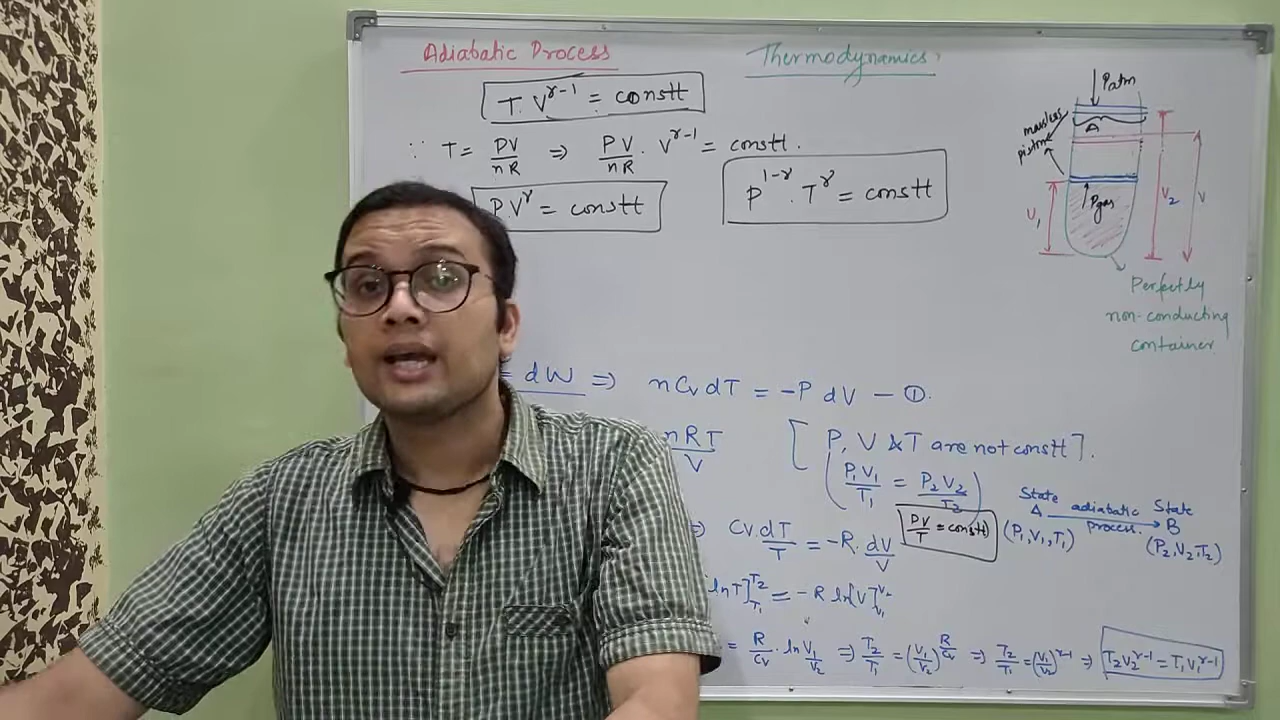 Adiabatic Process
Thermodynamics.
T. V^γ-1 = constt
∵ T = PV/nR ⇒ PV/nR . V^γ-1 = constt.
P.V^γ = constt
P^1-γ . T^γ = constt
Patm
A
massless
piston
Pgas
V1
V2
V
Perfectly
non-conducting
container
= dW ⇒ nCv dT = -P dV — ①.
nRT/V
[ P, V & T are not constt ].
(P1V1/T1 = P2V2/T2)
PV/T = constt
State A adiabatic process. State B
(P1,V1,T1)
(P2,V2,T2)
⇒ Cv.dT/T = -R. dV/V
lnT]T1^T2 = - R ln[V]V1^V2
= R/Cv . ln V1/V2 ⇒ T2/T1 = (V1/V2)^R/Cv ⇒ T2/T1 = (V1/V2)^γ-1 ⇒ T2V2^γ-1 = T1V1^γ-1